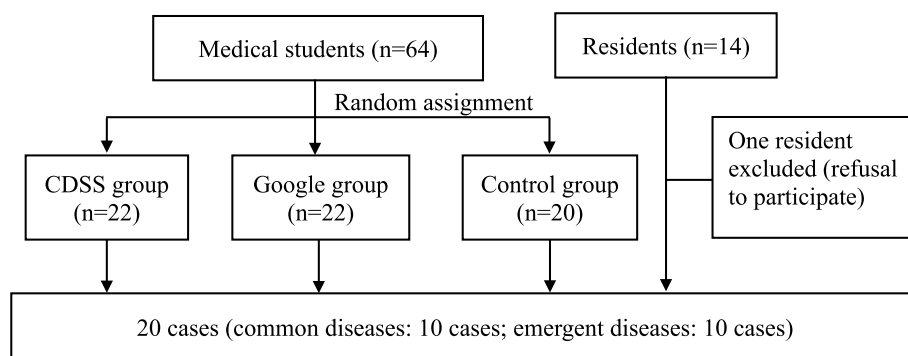 Medical students (n=64)
Residents (n=14)
Random assignment
CDSS group
(n=22)
Google group
(n=22)
Control group
(n=20)
One resident
excluded (refusal
to participate)
20 cases (common diseases: 10 cases; emergent diseases: 10 cases)